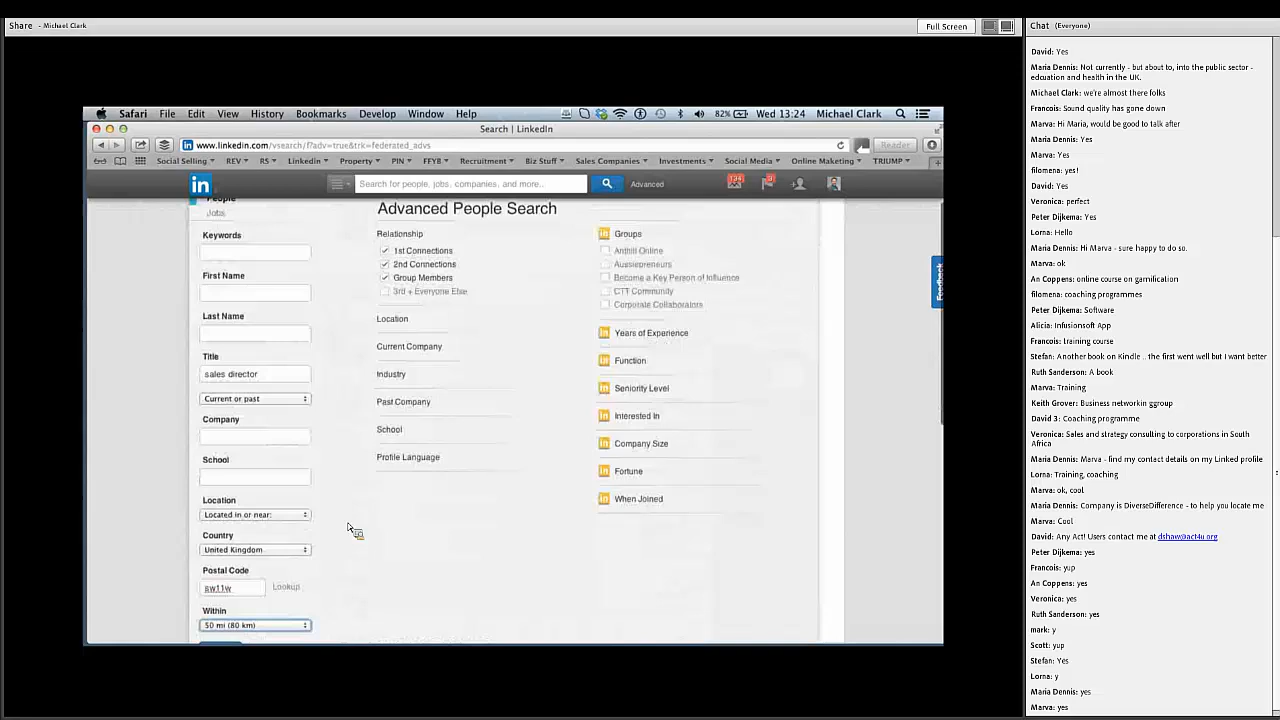 Share - Michael Clark
Full Screen
Safari File Edit View History Bookmarks Develop Window Help
82% Wed 13:24 Michael Clark
Search | LinkedIn
www.linkedin.com/vsearch/f?adv=true&trk=federated_advs
Reader
Social Selling REV RS LinkedIn Property PIN FFYB Recruitment Biz Stuff Sales Companies Investments Social Media Online Marketing TRIUMP
in
Search for people, jobs, companies, and more...
Advanced
People
Jobs
Keywords
First Name
Last Name
Title
sales director
Current or past
Company
School
Location
Located in or near:
Country
United Kingdom
Postal Code
sw11w
Lookup
Within
50 mi (80 km)
Advanced People Search
Relationship
1st Connections
2nd Connections
Group Members
3rd + Everyone Else
Location
Current Company
Industry
Past Company
School
Profile Language
Groups
Anthill Online
Aussiepreneurs
Become a Key Person of Influence
CTT Community
Corporate Collaborators
Years of Experience
Function
Seniority Level
Interested In
Company Size
Fortune
When Joined
Feedback
Chat (Everyone)
David: Yes
Maria Dennis: Not currently - but about to, into the public sector -
edcuation and health in the UK.
Michael Clark: we're almost there folks
Francois: Sound quality has gone down
Marva: Hi Maria, would be good to talk after
Maria Dennis: Yes
Marva: Yes
filomena: yes!
David: Yes
Veronica: perfect
Peter Dijkema: Yes
Lorna: Hello
Maria Dennis: Hi Marva - sure happy to do so.
Marva: ok
An Coppens: online course on gamification
filomena: coaching programmes
Peter Dijkema: Software
Alicia: Infusionsoft App
Francois: training course
Stefan: Another book on Kindle .. the first went well but I want better
Ruth Sanderson: A book
Marva: Training
Keith Grover: Business networkin ggroup
David 3: Coaching programme
Veronica: Sales and strategy consulting to corporations in South
Africa
Maria Dennis: Marva - find my contact details on my Linked profile
Lorna: Training, coaching
Marva: ok, cool
Maria Dennis: Company is DiverseDifference - to help you locate me
Marva: Cool
David: Any Act! Users contact me at dshaw@act4u.org
Peter Dijkema: yes
Francois: yup
An Coppens: yes
Veronica: yes
Ruth Sanderson: yes
mark: y
Scott: yup
Stefan: Yes
Lorna: y
Maria Dennis: yes
Marva: yes